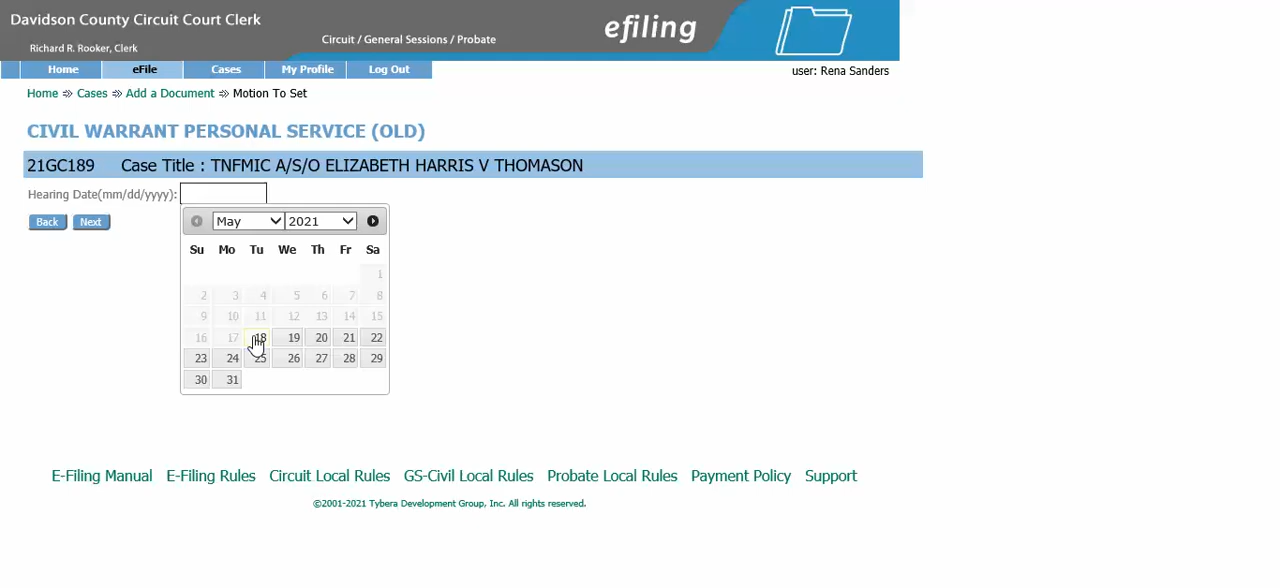 Davidson County Circuit Court Clerk
efiling
Richard R. Rooker, Clerk
Circuit / General Sessions / Probate
Home eFile Cases My Profile Log Out
user: Rena Sanders
Home ⇒ Cases ⇒ Add a Document ⇒ Motion To Set
CIVIL WARRANT PERSONAL SERVICE (OLD)
21GC189 Case Title : TNFMIC A/S/O ELIZABETH HARRIS V THOMASON
Hearing Date(mm/dd/yyyy):
Back Next
May 2021
Su Mo Tu We Th Fr Sa
1
2 3 4 5 6 7 8
9 10 11 12 13 14 15
16 17 18 19 20 21 22
23 24 25 26 27 28 29
30 31
E-Filing Manual E-Filing Rules Circuit Local Rules GS-Civil Local Rules Probate Local Rules Payment Policy Support
©2001-2021 Tybera Development Group, Inc. All rights reserved.